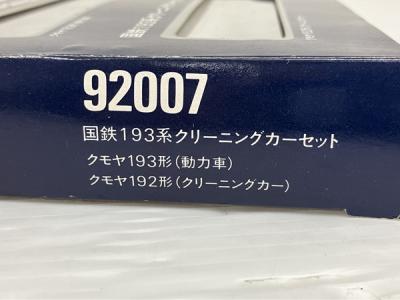 92007
国鉄193系クリーニングカーセット
クモヤ193形(動力車)
クモヤ192形(クリーニングカー)